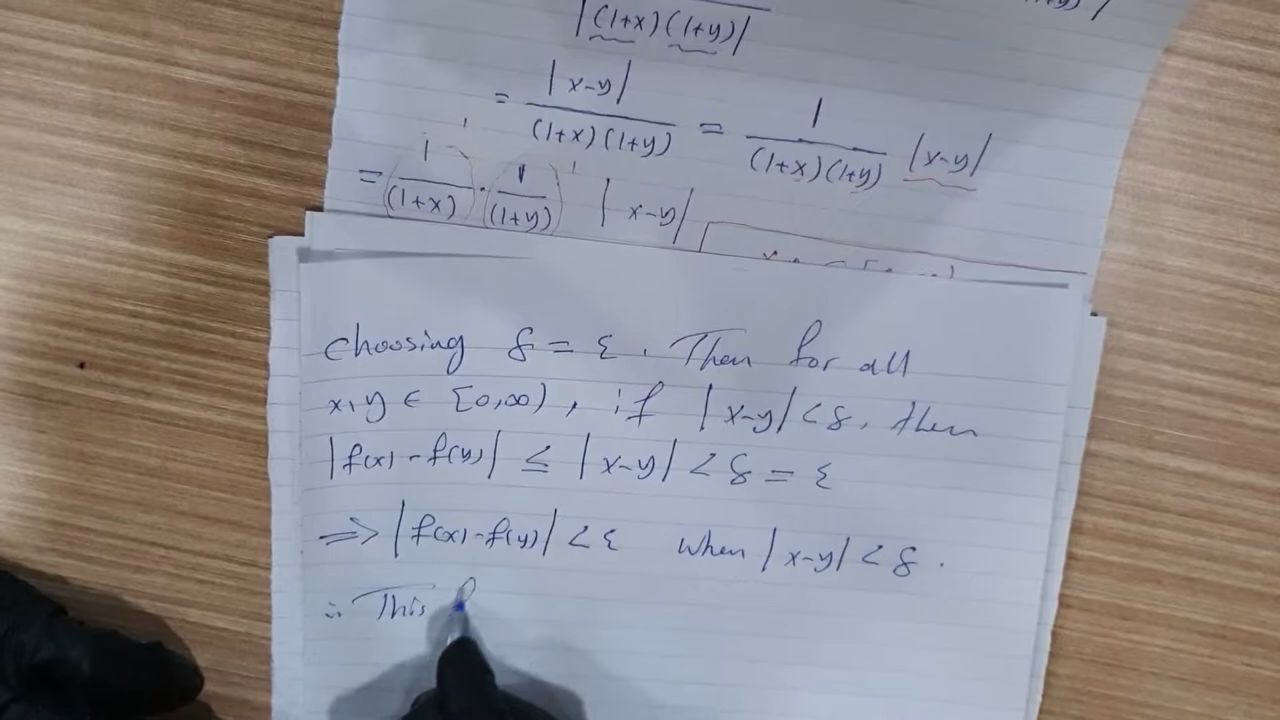 |(1+x)(1+y)|
= |x-y| / (1+x)(1+y) = 1 / (1+x)(1+y) |x-y|
= (1 / (1+x))' · (1 / (1+y))' |x-y|
choosing δ = ε. Then for all
x,y ∈ [0,∞), if |x-y| < δ, then
|f(x)-f(y)| ≤ |x-y| < δ = ε
⇒ |f(x)-f(y)| < ε when |x-y| < δ.
∴ This